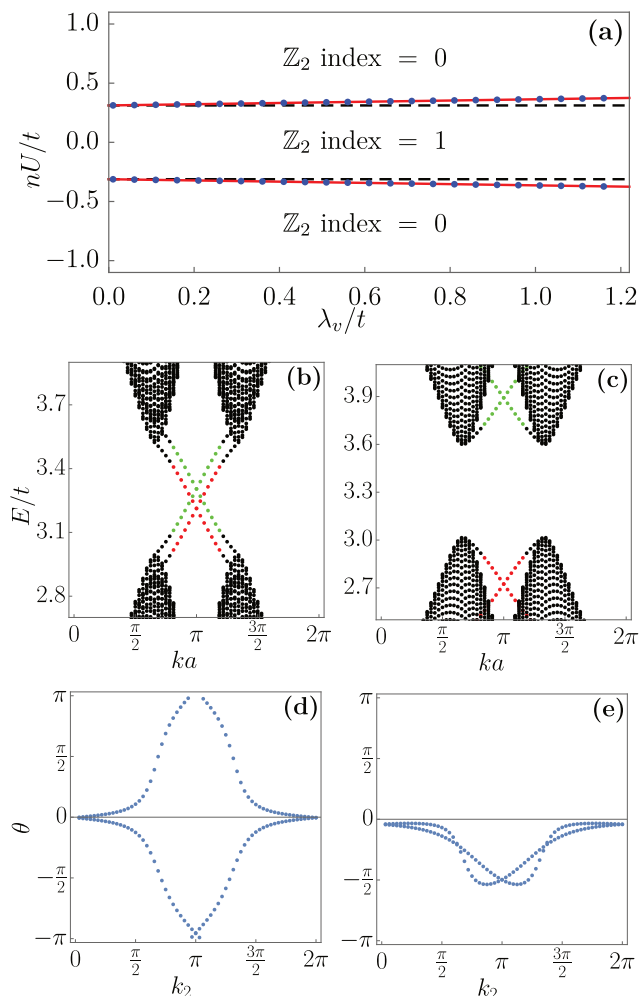 (a)
1.0
0.5
0.0
−0.5
−1.0
nU/t
ℤ₂ index = 0
ℤ₂ index = 1
ℤ₂ index = 0
0.0 0.2 0.4 0.6 0.8 1.0 1.2
λ_v/t
(b)
3.7
3.4
3.1
2.8
E/t
0 π/2 π 3π/2 2π
ka
(c)
3.9
3.6
3.3
3.0
2.7
0 π/2 π 3π/2 2π
ka
(d)
π
π/2
0
−π/2
−π
θ
0 π/2 π 3π/2 2π
k₂
(e)
π
π/2
0
−π/2
−π
0 π/2 π 3π/2 2π
k₂